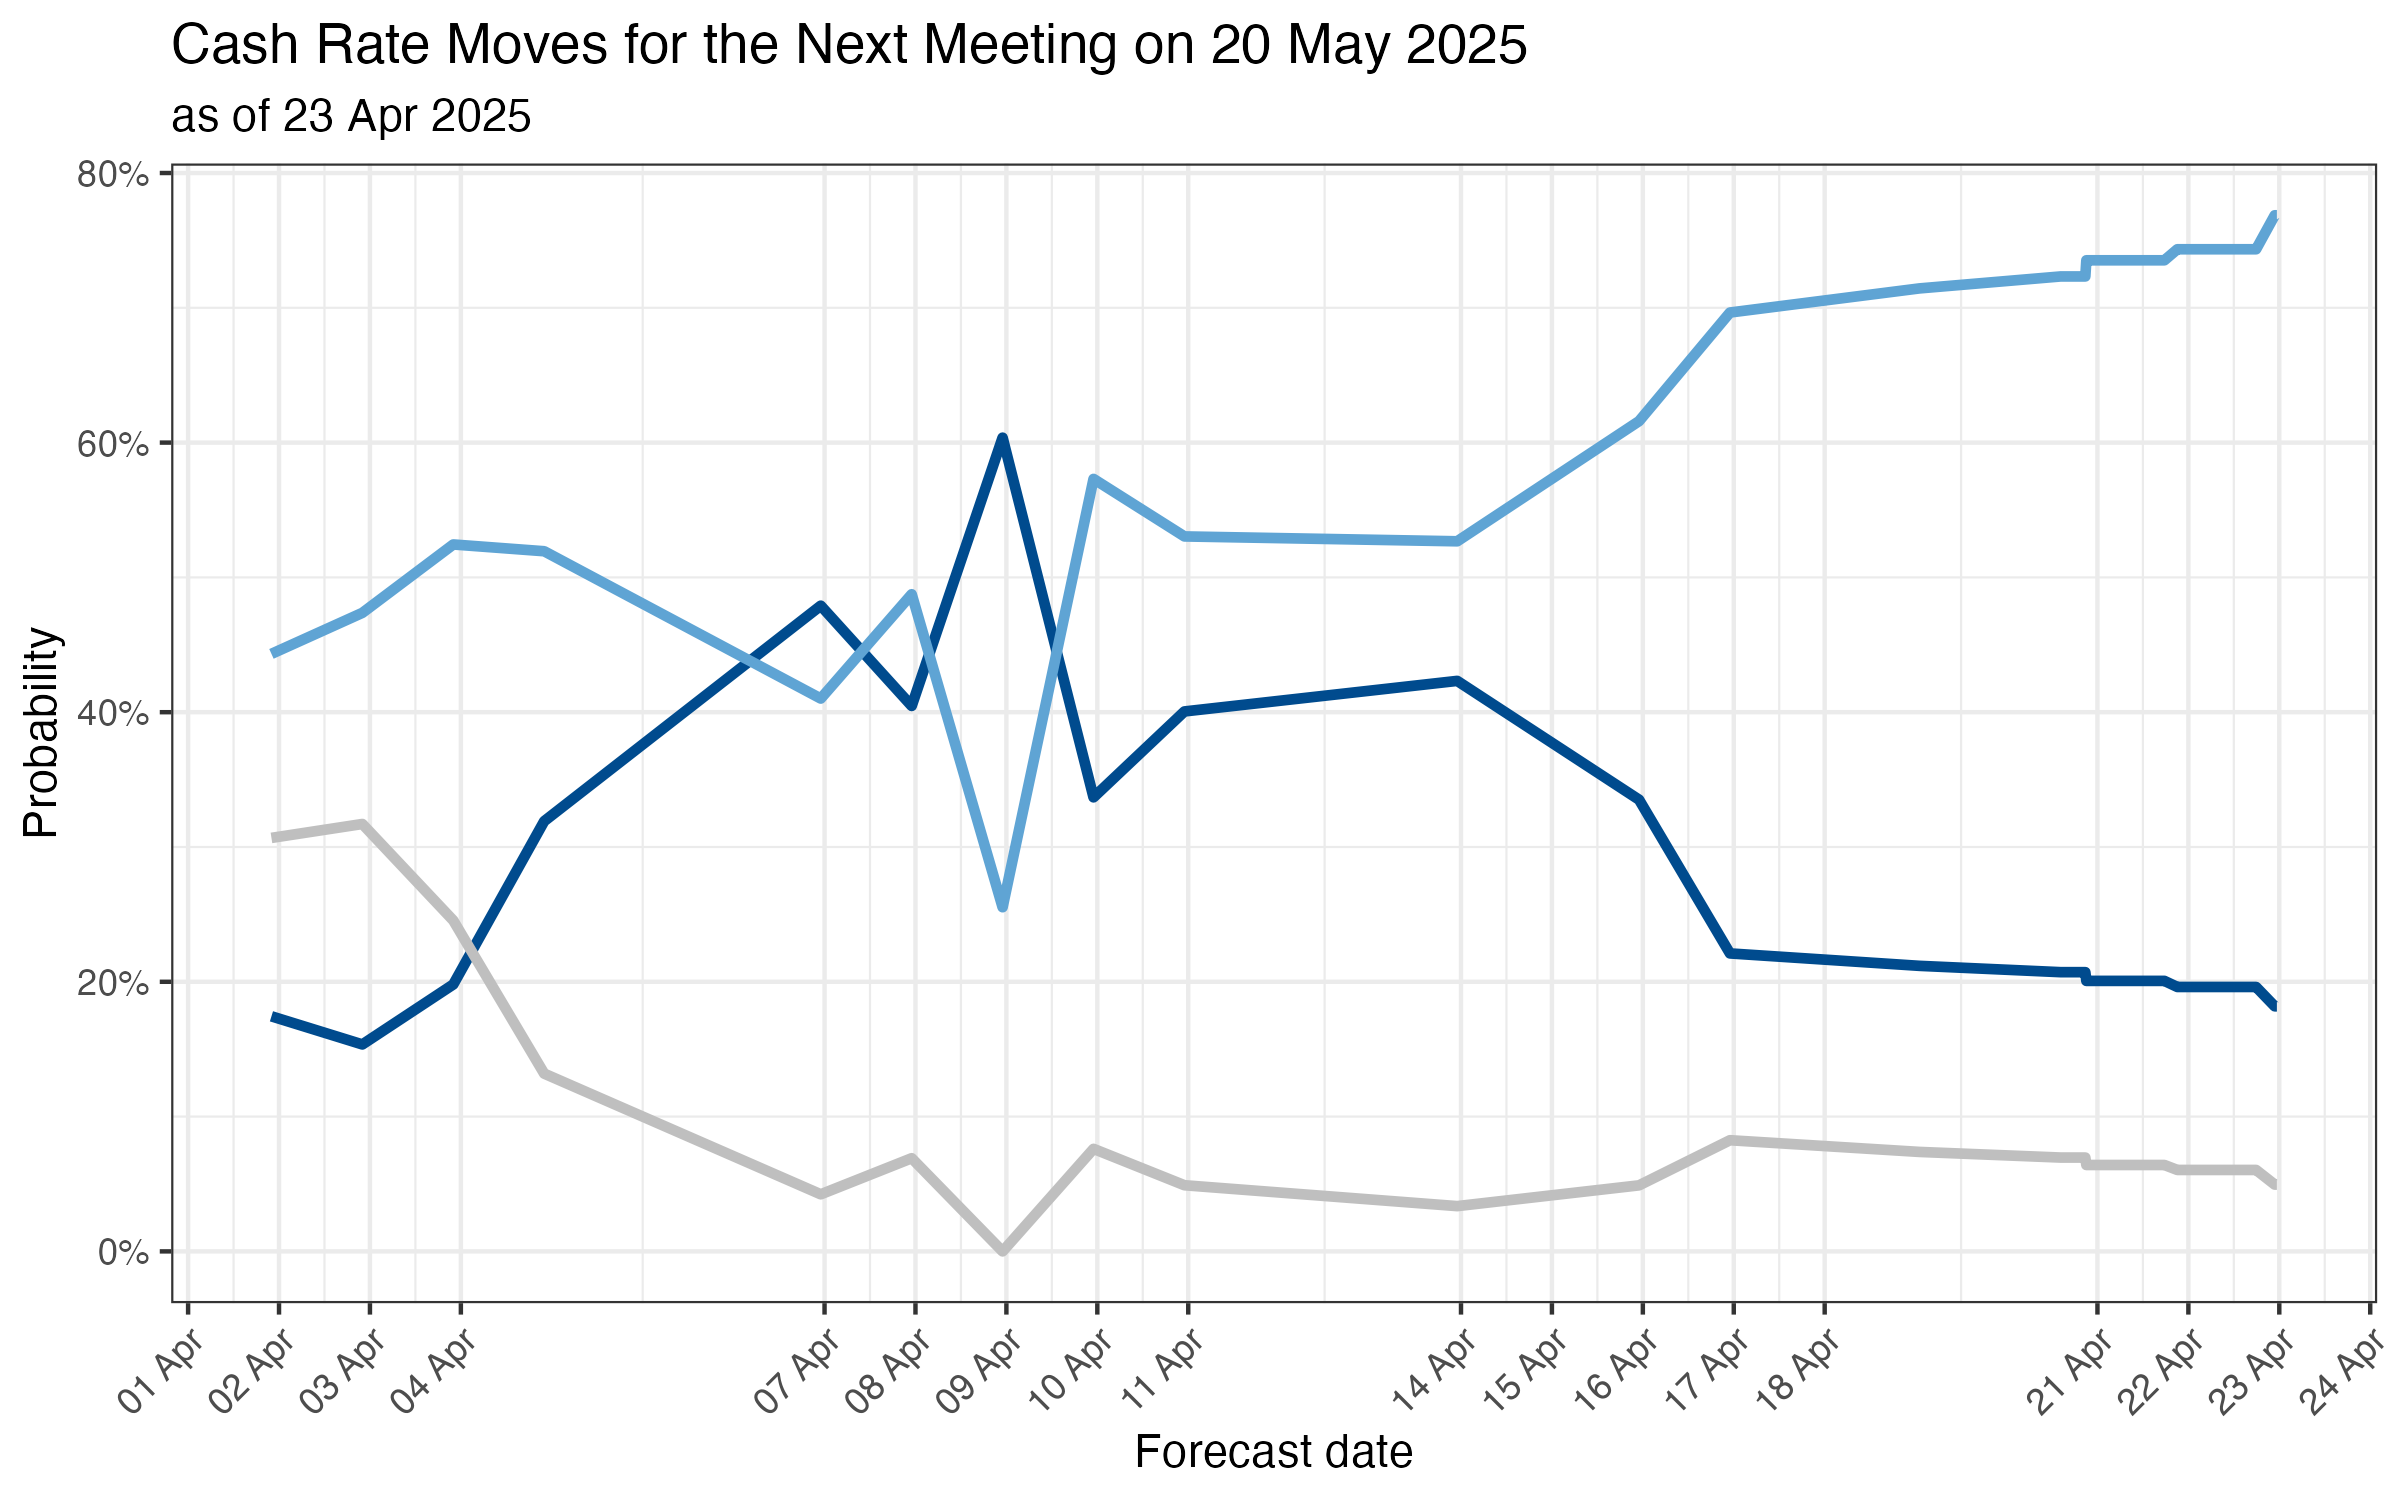 Cash Rate Moves for the Next Meeting on 20 May 2025
as of 23 Apr 2025
80%
60%
40%
20%
0%
Probability
01 Apr
02 Apr
03 Apr
04 Apr
07 Apr
08 Apr
09 Apr
10 Apr
11 Apr
14 Apr
15 Apr
16 Apr
17 Apr
18 Apr
21 Apr
22 Apr
23 Apr
24 Apr
Forecast date